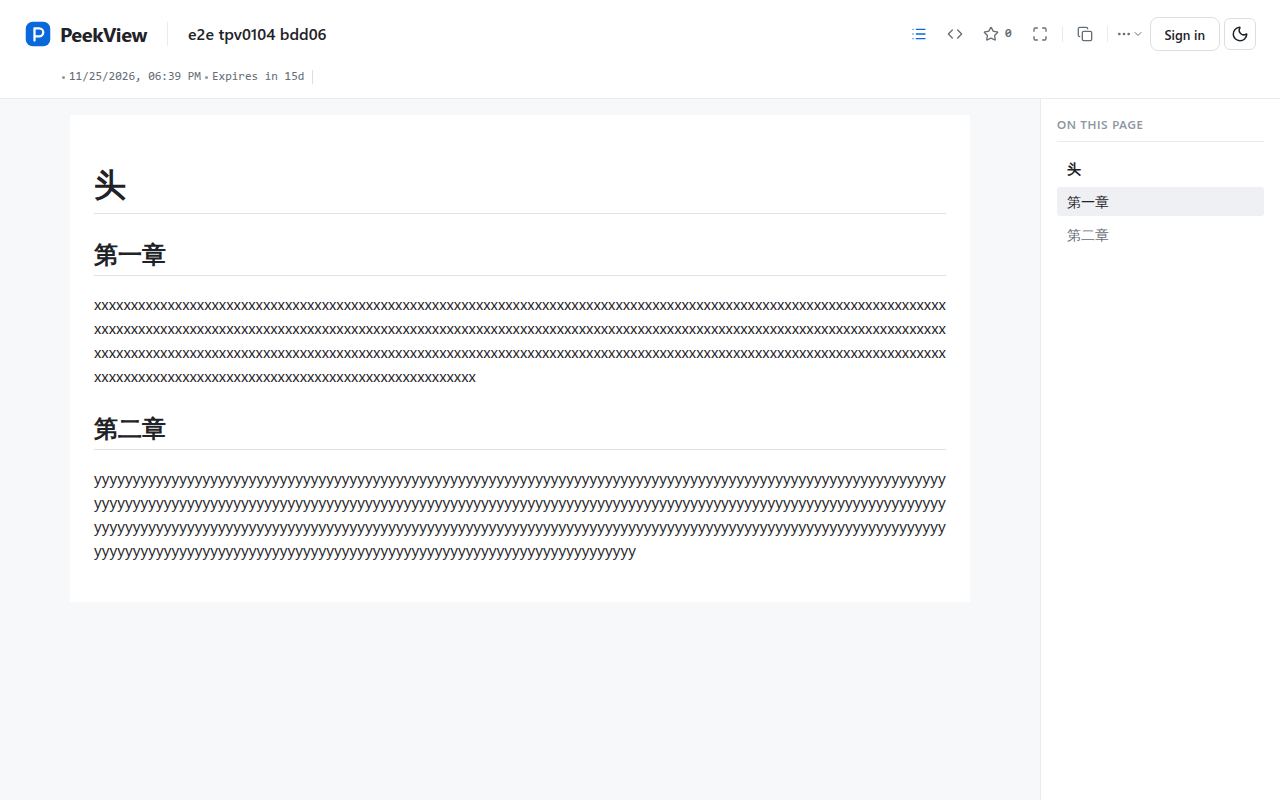 PeekView
e2e tpv0104 bdd06
0
Sign in
11/25/2026, 06:39 PM • Expires in 15d
头
第一章
第二章
ON THIS PAGE
头
第一章
第二章